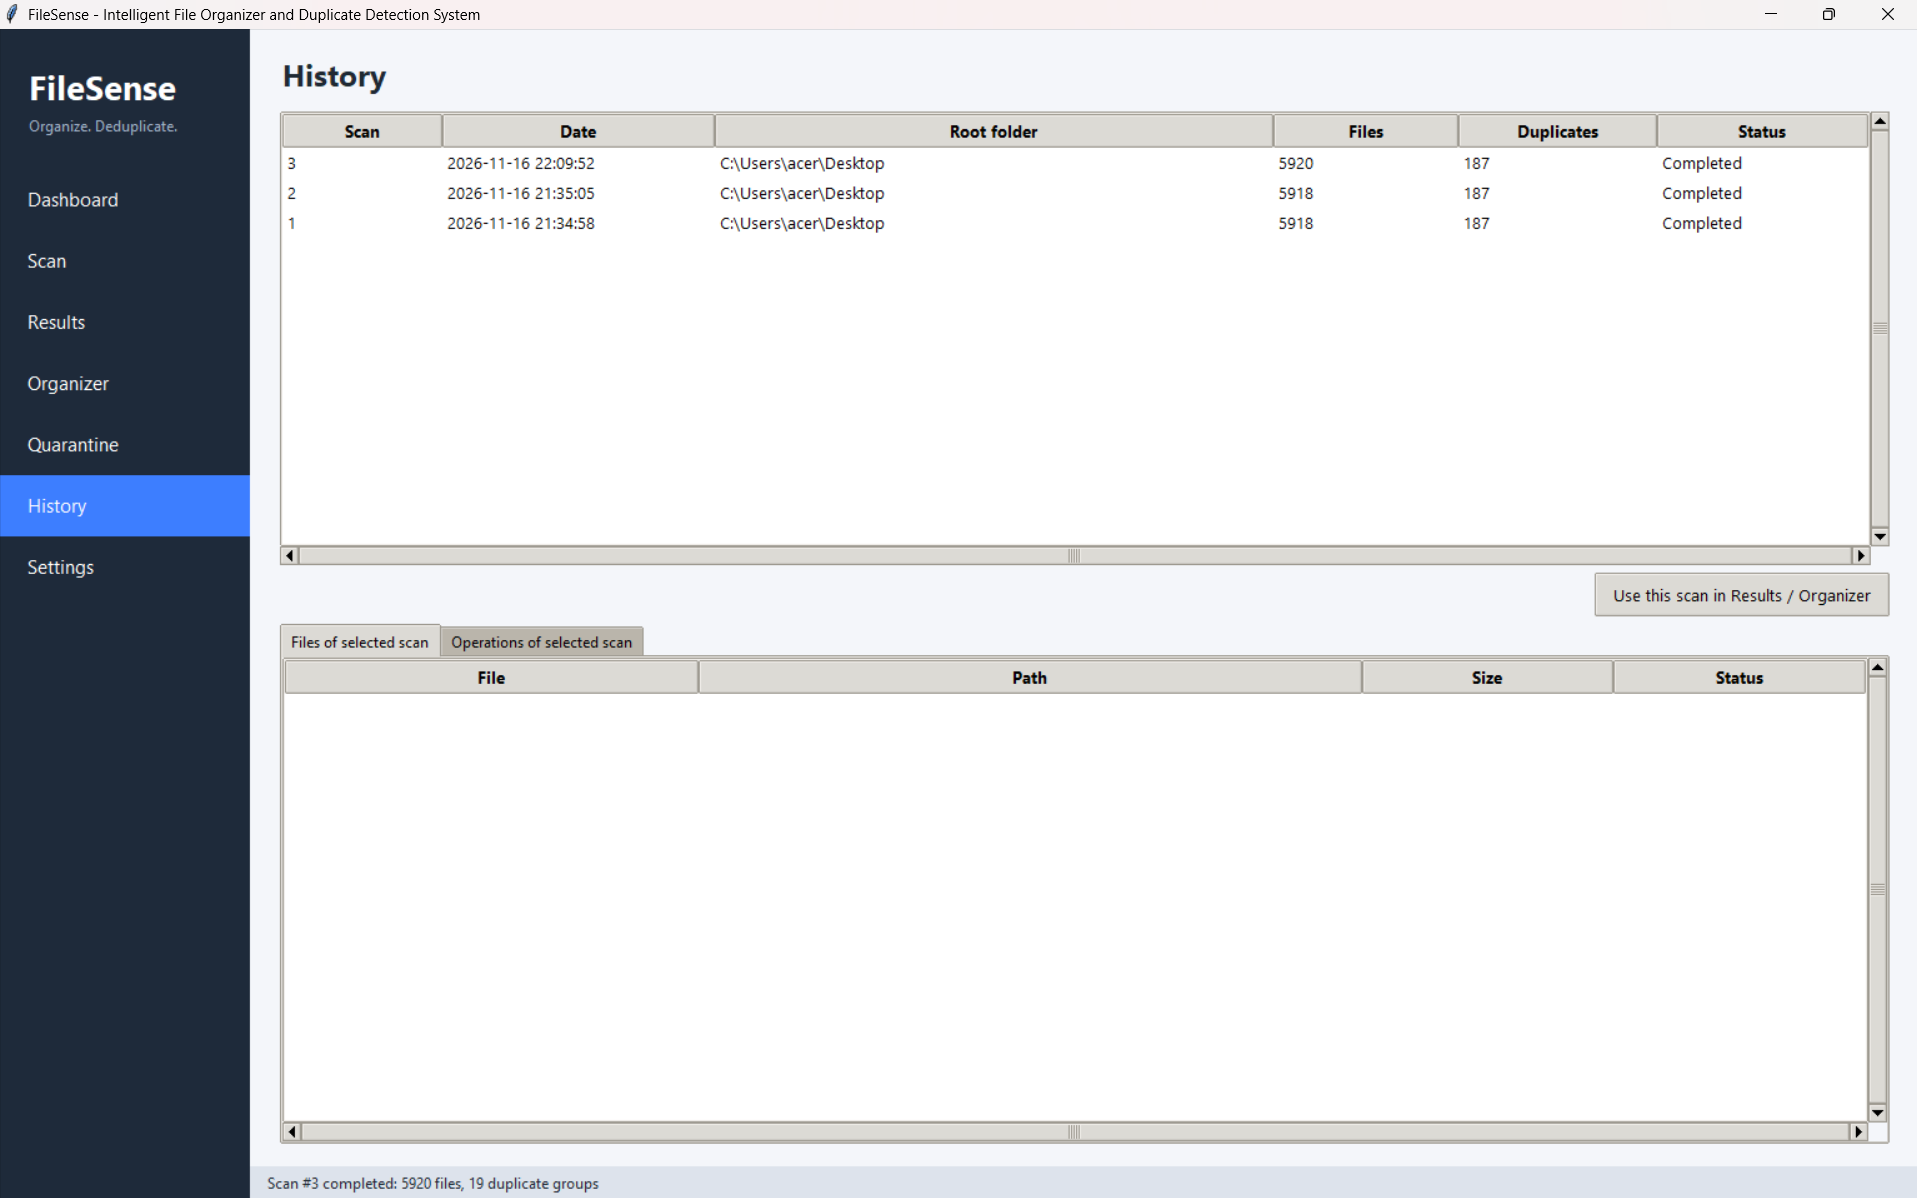 FileSense - Intelligent File Organizer and Duplicate Detection System
FileSense
Organize. Deduplicate.
Dashboard
Scan
Results
Organizer
Quarantine
History
Settings
History
Scan Date Root folder Files Duplicates Status
3 2026-11-16 22:09:52 C:\Users\acer\Desktop 5920 187 Completed
2 2026-11-16 21:35:05 C:\Users\acer\Desktop 5918 187 Completed
1 2026-11-16 21:34:58 C:\Users\acer\Desktop 5918 187 Completed
Use this scan in Results / Organizer
Files of selected scan Operations of selected scan
File Path Size Status
Scan #3 completed: 5920 files, 19 duplicate groups